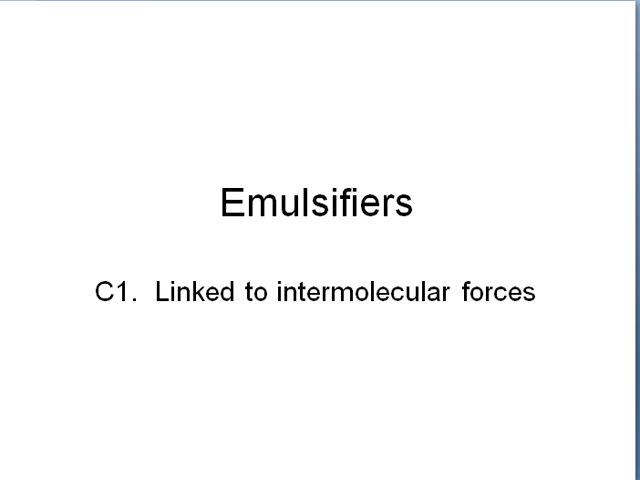 Emulsifiers
C1.  Linked to intermolecular forces